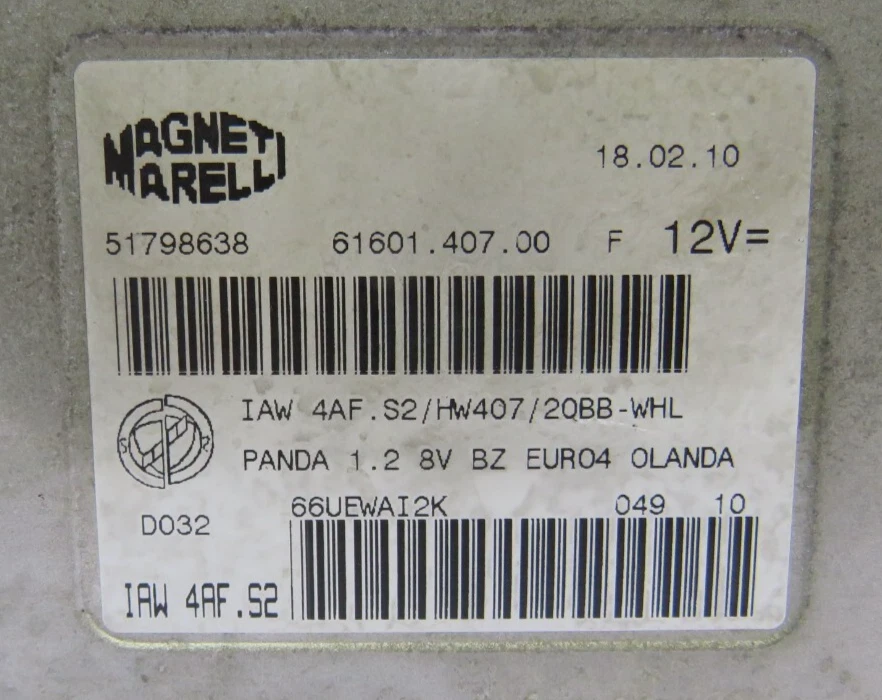 MAGNETI
MARELLI
18.02.10
51798638 61601.407.00 F 12V=
IAW 4AF.S2/HW407/2QBB-WHL
PANDA 1.2 8V BZ EURO4 OLANDA
66UEWAI2K 049 10
D032
IAW 4AF.S2